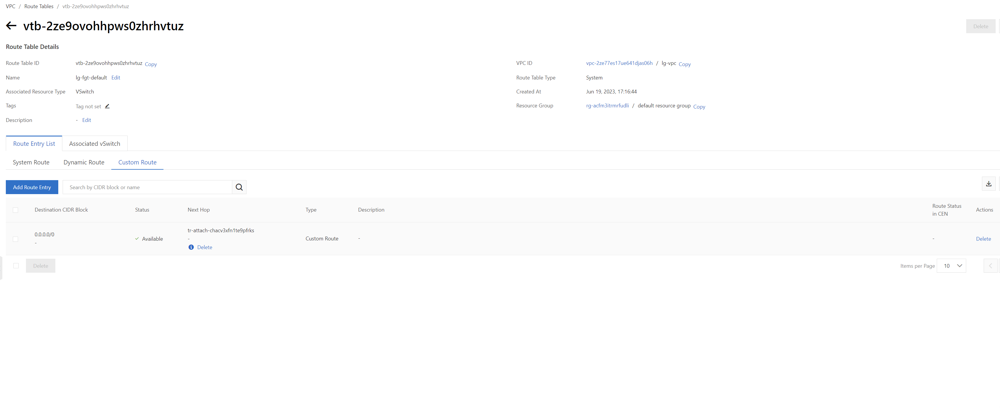 VPC / Route Tables / vtb-2ze9ovohhpws0zhrhvtuz
vtb-2ze9ovohhpws0zhrhvtuz
Delete
Route Table Details
Route Table ID vtb-2ze9ovohhpws0zhrhvtuz Copy
VPC ID vpc-2ze77es17ue641djas06h / lg-vpc Copy
Name lg-fgt-default Edit
Route Table Type System
Associated Resource Type VSwitch
Created At Jun 19, 2023, 17:16:44
Tags Tag not set
Resource Group rg-acfm3itrmrfudli / default resource group Copy
Description - Edit
Route Entry List Associated vSwitch
System Route Dynamic Route Custom Route
Add Route Entry Search by CIDR block or name
Destination CIDR Block Status Next Hop Type Description Route Status in CEN Actions
0.0.0.0/0
-
Available
tr-attach-chacv3xfn1te9pfrks
-
Delete
Custom Route - - Delete
Delete Items per Page 10